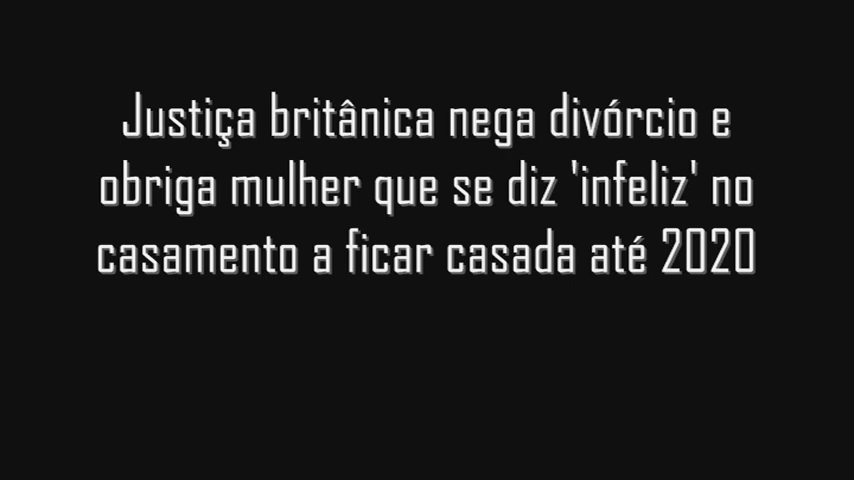 Justiça britânica nega divórcio e
obriga mulher que se diz 'infeliz' no
casamento a ficar casada até 2020